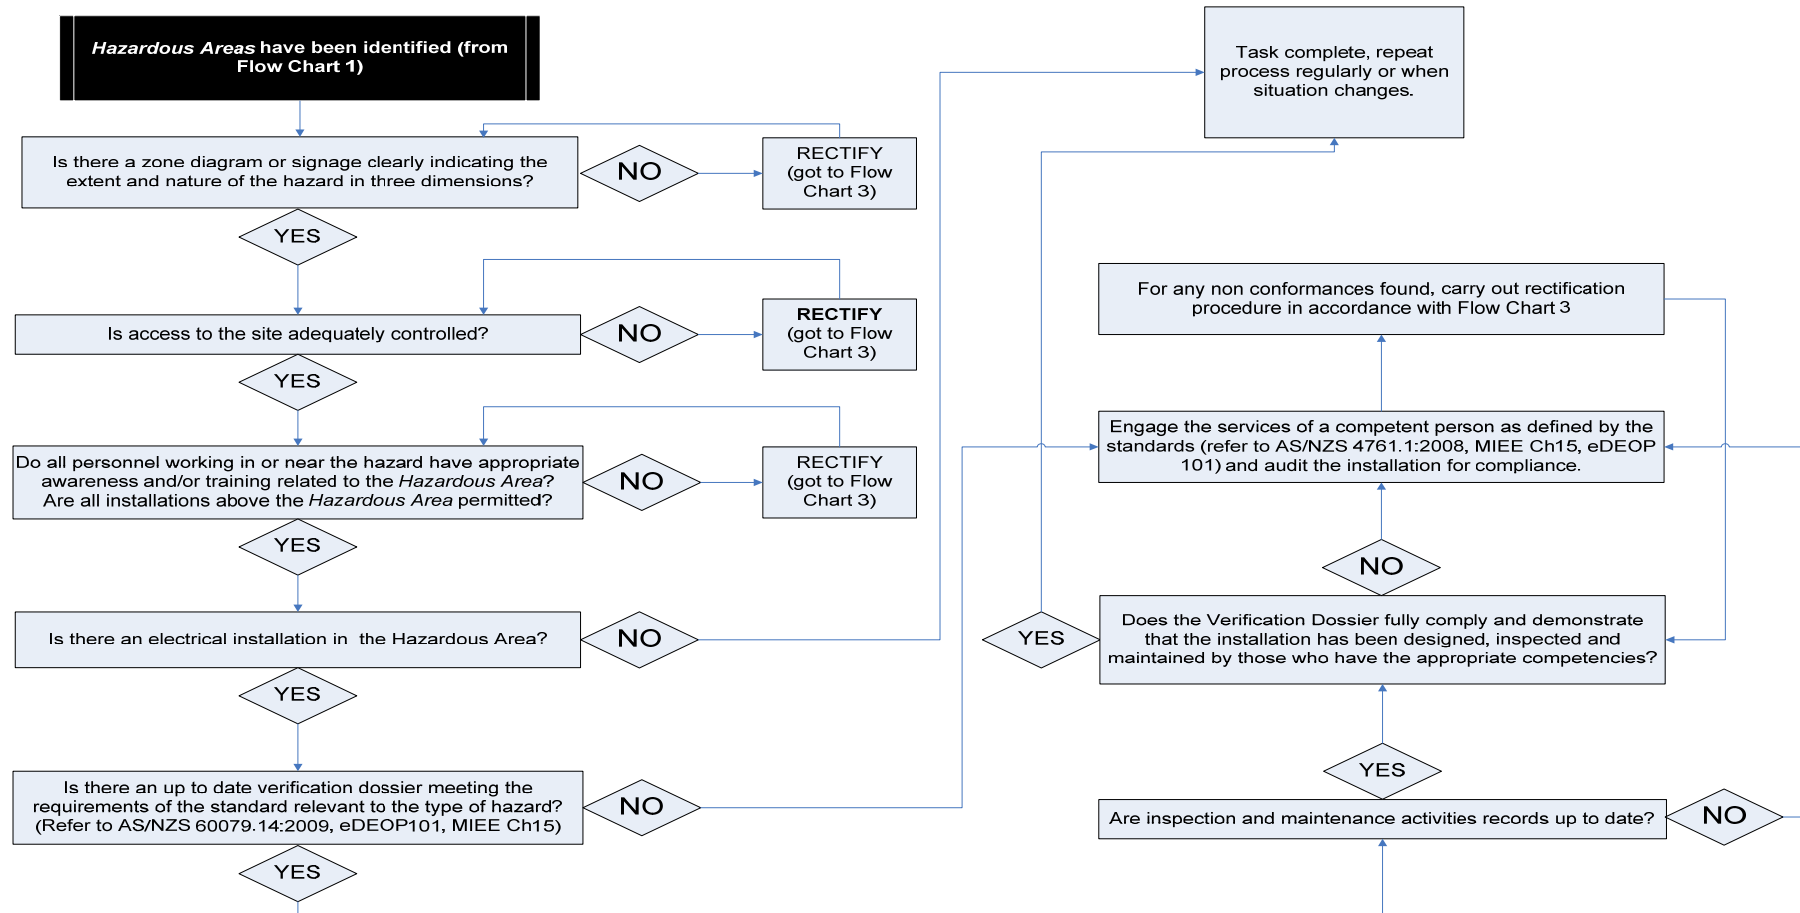 Hazardous Areas have been identified (from
Flow Chart 1)
Is there a zone diagram or signage clearly indicating the
extent and nature of the hazard in three dimensions?
NO
RECTIFY
(got to Flow
Chart 3)
YES
Is access to the site adequately controlled?
NO
RECTIFY
(got to Flow
Chart 3)
YES
Do all personnel working in or near the hazard have appropriate
awareness and/or training related to the Hazardous Area?
Are all installations above the Hazardous Area permitted?
NO
RECTIFY
(got to Flow
Chart 3)
YES
Is there an electrical installation in the Hazardous Area?
NO
YES
Is there an up to date verification dossier meeting the
requirements of the standard relevant to the type of hazard?
(Refer to AS/NZS 60079.14:2009, eDEOP101, MIEE Ch15)
NO
YES
Task complete, repeat
process regularly or when
situation changes.
For any non conformances found, carry out rectification
procedure in accordance with Flow Chart 3
Engage the services of a competent person as defined by the
standards (refer to AS/NZS 4761.1:2008, MIEE Ch15, eDEOP
101) and audit the installation for compliance.
NO
YES
Does the Verification Dossier fully comply and demonstrate
that the installation has been designed, inspected and
maintained by those who have the appropriate competencies?
YES
Are inspection and maintenance activities records up to date?
NO